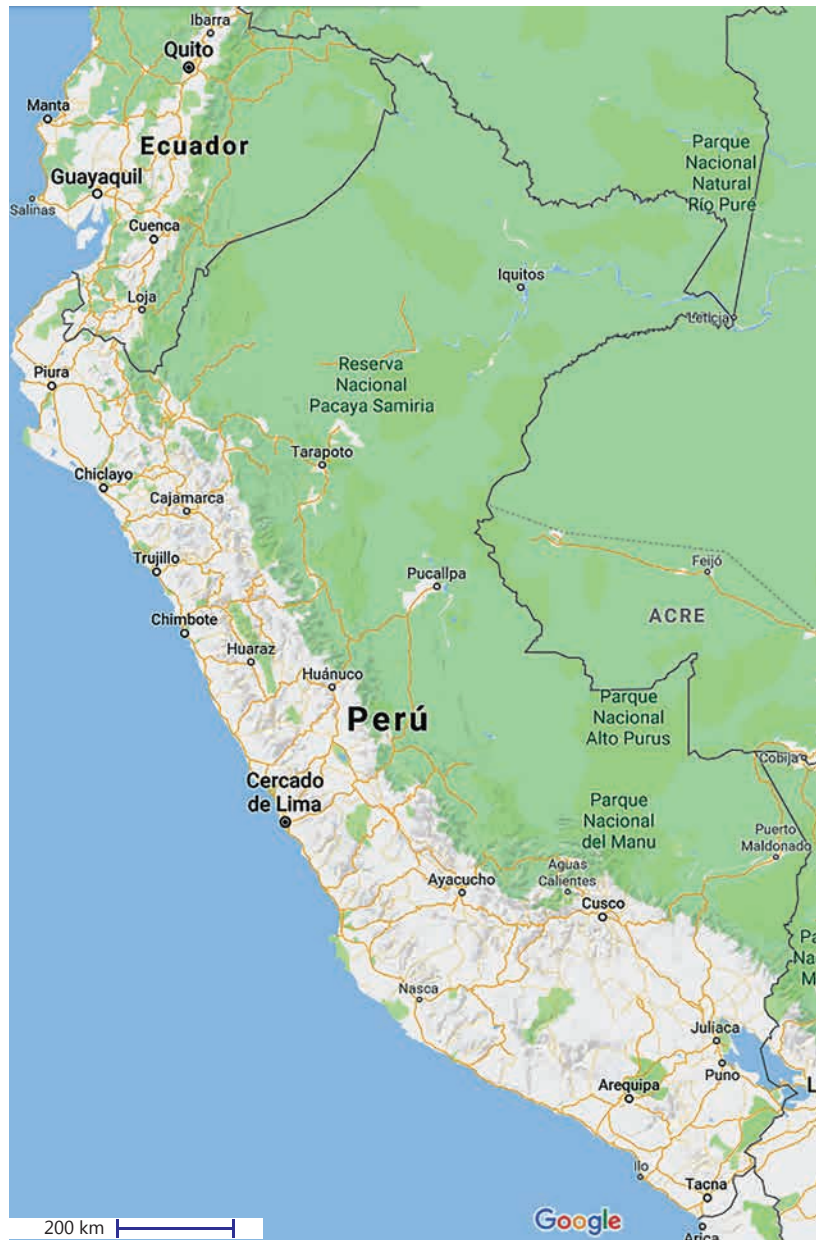 Ibarra
Quito
Manta
Ecuador
Parque
Nacional
Natural
Río Puré
Guayaquil
Salinas
Cuenca
Iquitos
Loja
Leticia
Piura
Reserva
Nacional
Pacaya Samiria
Tarapoto
Chiclayo
Cajamarca
Trujillo
Feijó
Pucallpa
ACRE
Chimbote
Huaraz
Huánuco
Perú
Parque
Nacional
Alto Purus
Cobija
Cercado
de Lima
Parque
Nacional
del Manu
Puerto
Maldonado
Aguas
Calientes
Ayacucho
Cusco
Pa
Na
M
Nasca
Juliaca
Puno
L
Arequipa
Ilo
Tacna
Google
200 km
Arica